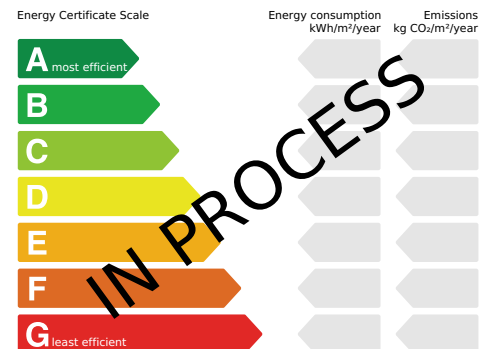 Energy Certificate Scale
Energy consumption
kWh/m²/year
Emissions
kg CO₂/m²/year
A most efficient
B
C
D
E
F
G least efficient
IN PROCESS